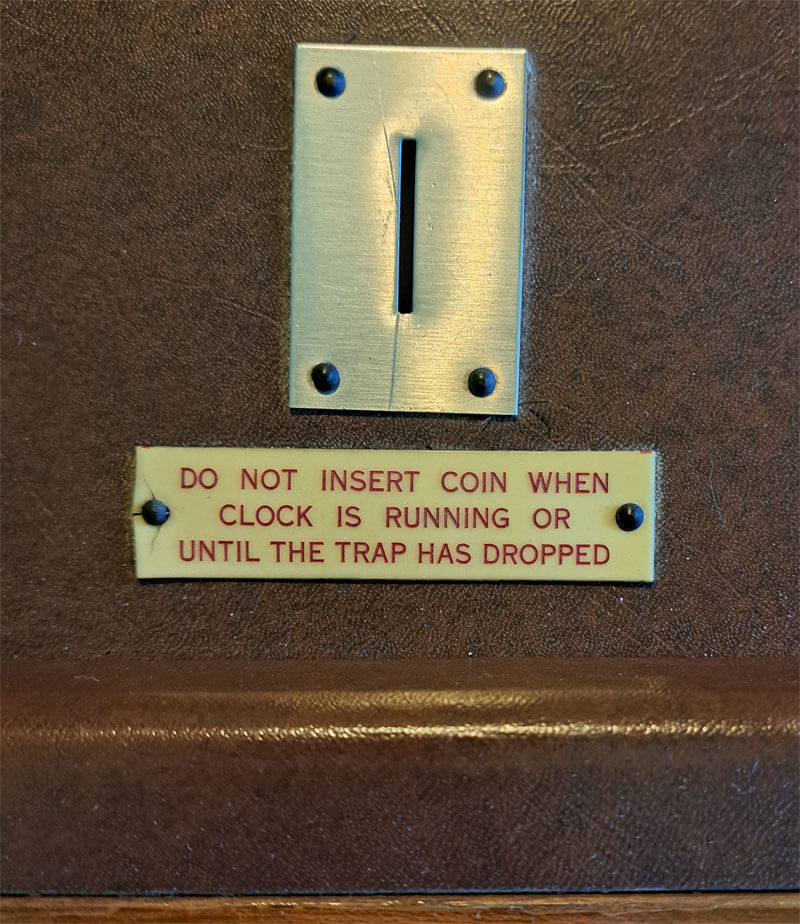 DO NOT INSERT COIN WHEN
CLOCK IS RUNNING OR
UNTIL THE TRAP HAS DROPPED